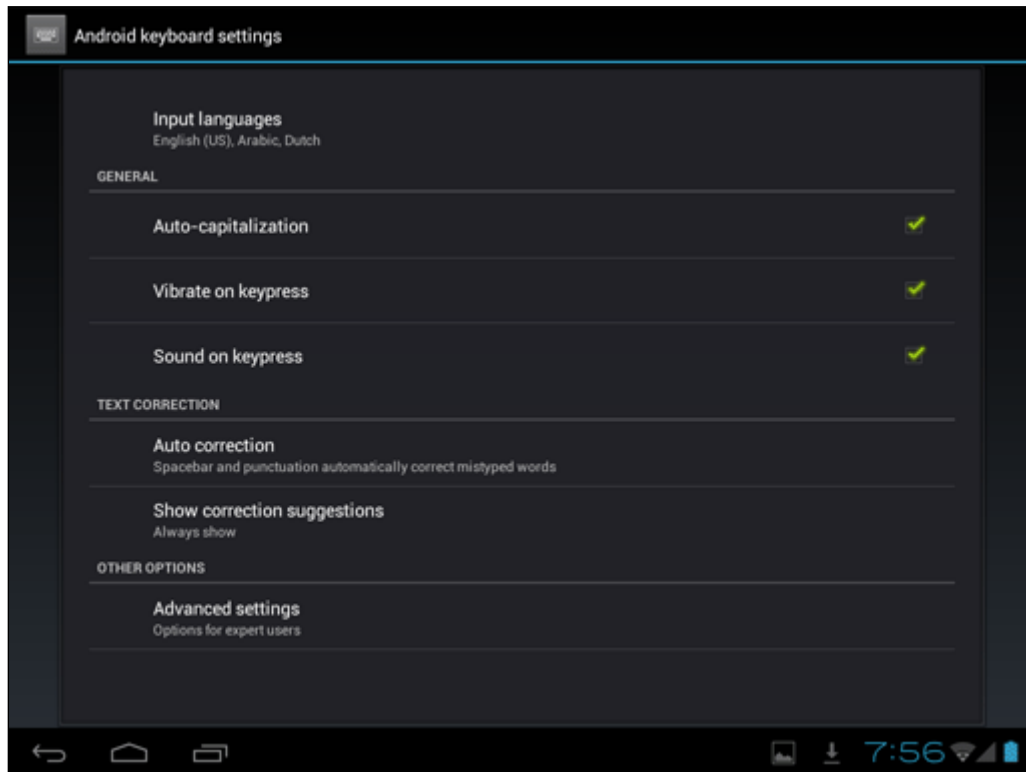 Android keyboard settings
Input languages
English (US), Arabic, Dutch
GENERAL
Auto-capitalization
Vibrate on keypress
Sound on keypress
TEXT CORRECTION
Auto correction
Spacebar and punctuation automatically correct mistyped words
Show correction suggestions
Always show
OTHER OPTIONS
Advanced settings
Options for expert users
7:56